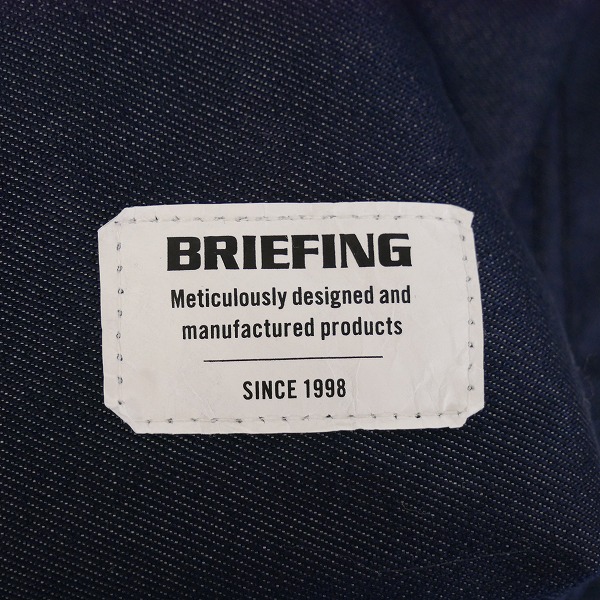 BRIEFING
Meticulously designed and
manufactured products
SINCE 1998